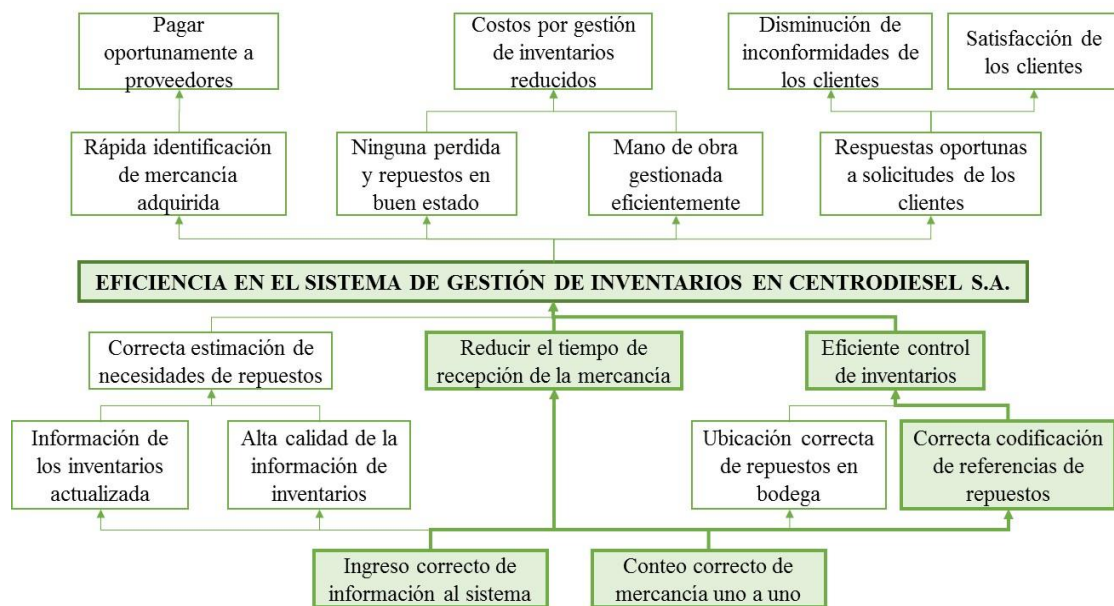 Pagar
oportunamente a
proveedores
Costos por gestión
de inventarios
reducidos
Disminución de
inconformidades de
los clientes
Satisfacción de
los clientes
Rápida identificación
de mercancía
adquirida
Ninguna perdida
y repuestos en
buen estado
Mano de obra
gestionada
eficientemente
Respuestas oportunas
a solicitudes de los
clientes
EFICIENCIA EN EL SISTEMA DE GESTIÓN DE INVENTARIOS EN CENTRODIESEL S.A.
Correcta estimación de
necesidades de repuestos
Reducir el tiempo de
recepción de la mercancía
Eficiente control
de inventarios
Información de
los inventarios
actualizada
Alta calidad de la
información de
inventarios
Ubicación correcta
de repuestos en
bodega
Correcta codificación
de referencias de
repuestos
Ingreso correcto de
información al sistema
Conteo correcto de
mercancía uno a uno